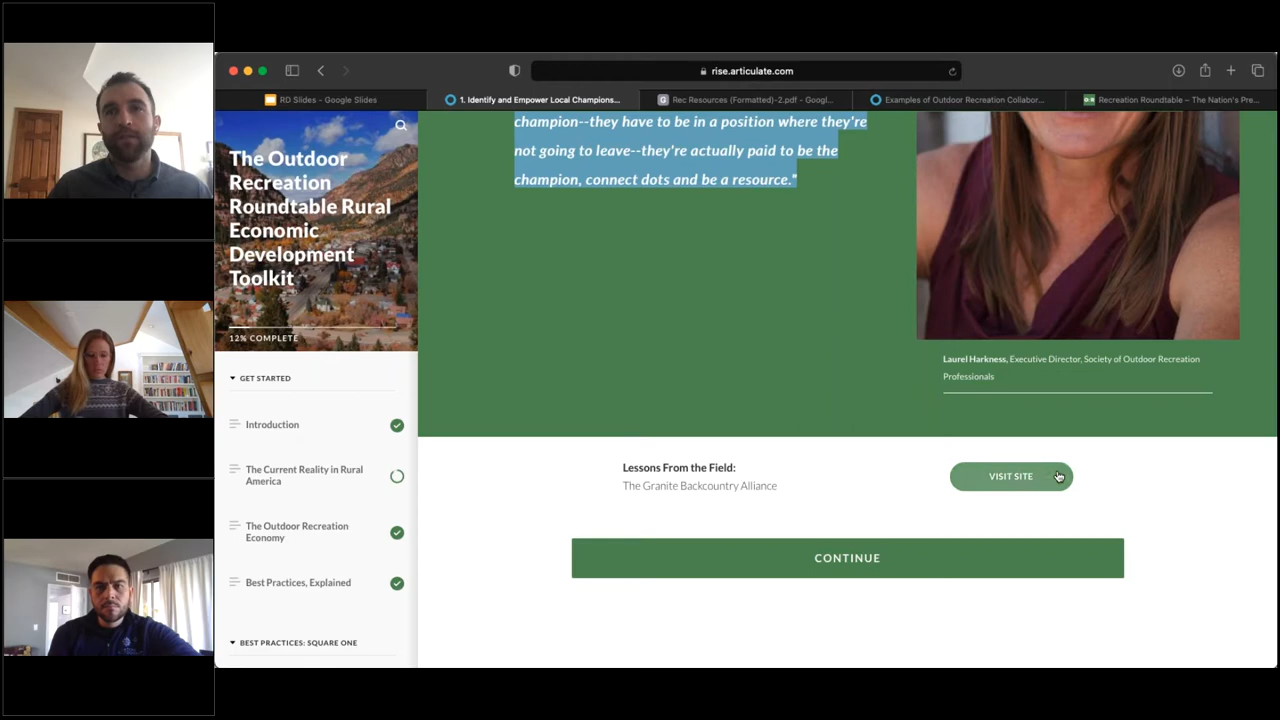 rise.articulate.com
RD Slides - Google Slides
1. Identify and Empower Local Champions...
Rec Resources (Formatted)-2.pdf - Googl...
Examples of Outdoor Recreation Collabor...
Recreation Roundtable – The Nation's Pre...
The Outdoor
Recreation
Roundtable Rural
Economic
Development
Toolkit
12% COMPLETE
GET STARTED
Introduction
The Current Reality in Rural
America
The Outdoor Recreation
Economy
Best Practices, Explained
BEST PRACTICES: SQUARE ONE
champion--they have to be in a position where they're
not going to leave--they're actually paid to be the
champion, connect dots and be a resource."
Laurel Harkness, Executive Director, Society of Outdoor Recreation
Professionals
Lessons From the Field:
The Granite Backcountry Alliance
VISIT SITE
CONTINUE